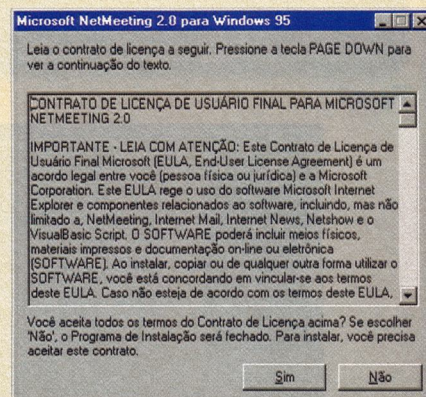 Microsoft NetMeeting 2.0 para Windows 95
Leia o contrato de licença a seguir. Pressione a tecla PAGE DOWN para
ver a continuação do texto.
CONTRATO DE LICENÇA DE USUÁRIO FINAL PARA MICROSOFT
NETMEETING 2.0
IMPORTANTE - LEIA COM ATENÇÃO: Este Contrato de Licença de
Usuário Final Microsoft (EULA, End-User License Agreement) é um
acordo legal entre você (pessoa física ou jurídica) e a Microsoft
Corporation. Este EULA rege o uso do software Microsoft Internet
Explorer e componentes relacionados ao software, incluindo, mas não
limitado a, NetMeeting, Internet Mail, Internet News, Netshow e o
VisualBasic Script. O SOFTWARE poderá incluir meios físicos,
materiais impressos e documentação on-line ou eletrônica
(SOFTWARE). Ao instalar, copiar ou de qualquer outra forma utilizar o
SOFTWARE, você está concordando em vincular-se aos termos
deste EULA. Caso não esteja de acordo com os termos deste EULA,
Você aceita todos os termos do Contrato de Licença acima? Se escolher
'Não', o Programa de Instalação será fechado. Para instalar, você precisa
aceitar este contrato.
Sim
Não